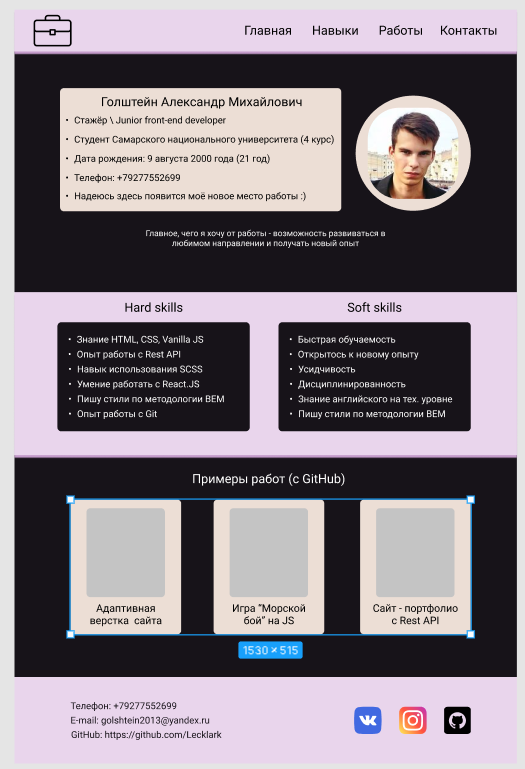 Главная Навыки Работы Контакты
Голштейн Александр Михайлович
• Стажёр \ Junior front-end developer
• Студент Самарского национального университета (4 курс)
• Дата рождения: 9 августа 2000 года (21 год)
• Телефон: +79277552699
• Надеюсь здесь появится моё новое место работы :)
Главное, чего я хочу от работы - возможность развиваться в
любимом направлении и получать новый опыт
Hard skills
• Знание HTML, CSS, Vanilla JS
• Опыт работы с Rest API
• Навык использования SCSS
• Умение работать с React.JS
• Пишу стили по методологии BEM
• Опыт работы с Git
Soft skills
• Быстрая обучаемость
• Открытось к новому опыту
• Усидчивость
• Дисциплинированность
• Знание английского на тех. уровне
• Пишу стили по методологии BEM
Примеры работ (с GitHub)
Адаптивная
верстка сайта
Игра "Морской
бой" на JS
Сайт - портфолио
с Rest API
1530 × 515
Телефон: +79277552699
E-mail: golshtein2013@yandex.ru
GitHub: https://github.com/Lecklark